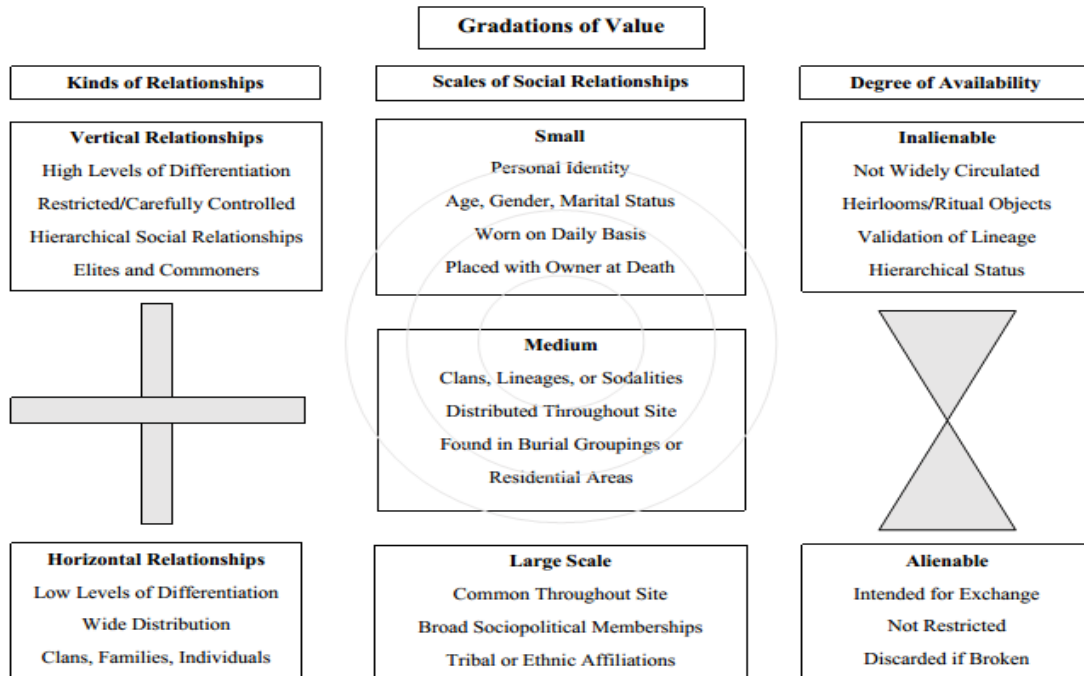 Gradations of Value
Kinds of Relationships
Scales of Social Relationships
Degree of Availability
Vertical Relationships
High Levels of Differentiation
Restricted/Carefully Controlled
Hierarchical Social Relationships
Elites and Commoners
Small
Personal Identity
Age, Gender, Marital Status
Worn on Daily Basis
Placed with Owner at Death
Inalienable
Not Widely Circulated
Heirlooms/Ritual Objects
Validation of Lineage
Hierarchical Status
Medium
Clans, Lineages, or Sodalities
Distributed Throughout Site
Found in Burial Groupings or
Residential Areas
Horizontal Relationships
Low Levels of Differentiation
Wide Distribution
Clans, Families, Individuals
Large Scale
Common Throughout Site
Broad Sociopolitical Memberships
Tribal or Ethnic Affiliations
Alienable
Intended for Exchange
Not Restricted
Discarded if Broken